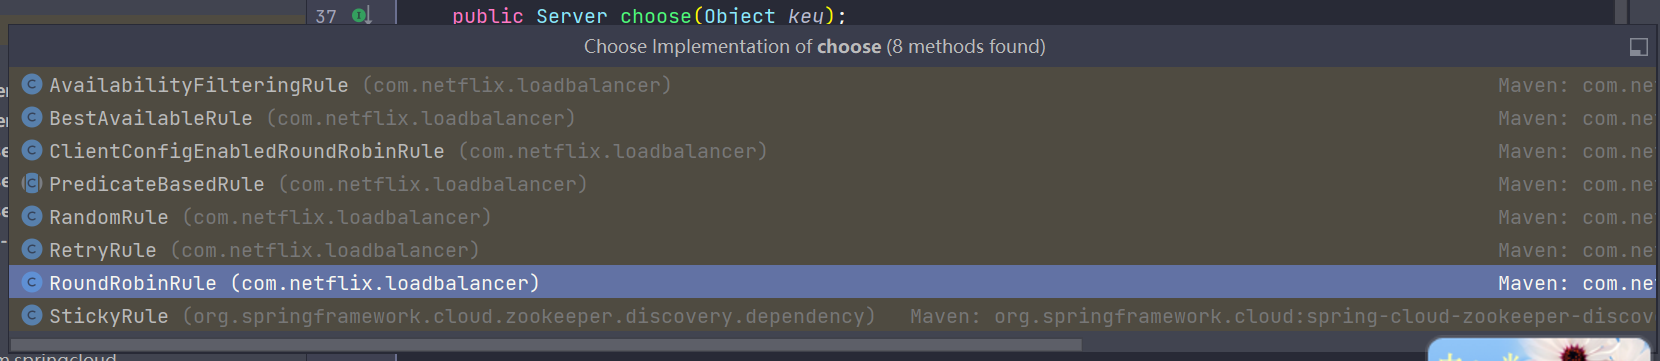 37 public Server choose(Object key);
Choose Implementation of choose (8 methods found)
AvailabilityFilteringRule (com.netflix.loadbalancer) Maven: com.ne
BestAvailableRule (com.netflix.loadbalancer) Maven: com.ne
ClientConfigEnabledRoundRobinRule (com.netflix.loadbalancer) Maven: com.ne
PredicateBasedRule (com.netflix.loadbalancer) Maven: com.ne
RandomRule (com.netflix.loadbalancer) Maven: com.ne
RetryRule (com.netflix.loadbalancer) Maven: com.ne
RoundRobinRule (com.netflix.loadbalancer) Maven: com.ne
StickyRule (org.springframework.cloud.zookeeper.discovery.dependency) Maven: org.springframework.cloud:spring-cloud-zookeeper-discov
m.springcloud